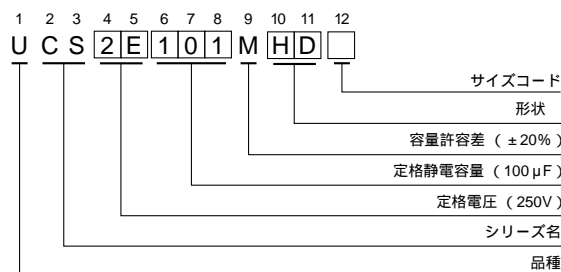 1 2 3 4 5 6 7 8 9 10 11 12
U C S 2 E 1 0 1 M H D
サイズコード
形状
容量許容差（±20%）
定格静電容量（100μF）
定格電圧（250V）
シリーズ名
品種